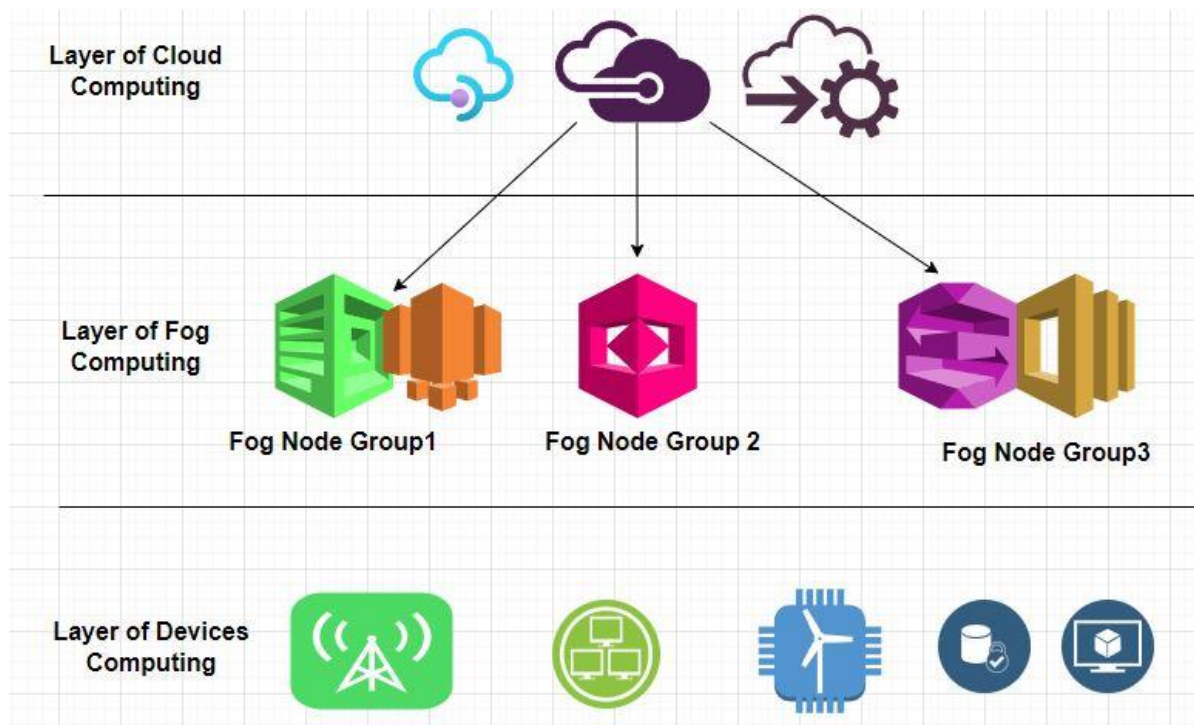 Layer of Cloud
Computing
Layer of Fog
Computing
Fog Node Group1
Fog Node Group 2
Fog Node Group3
Layer of Devices
Computing